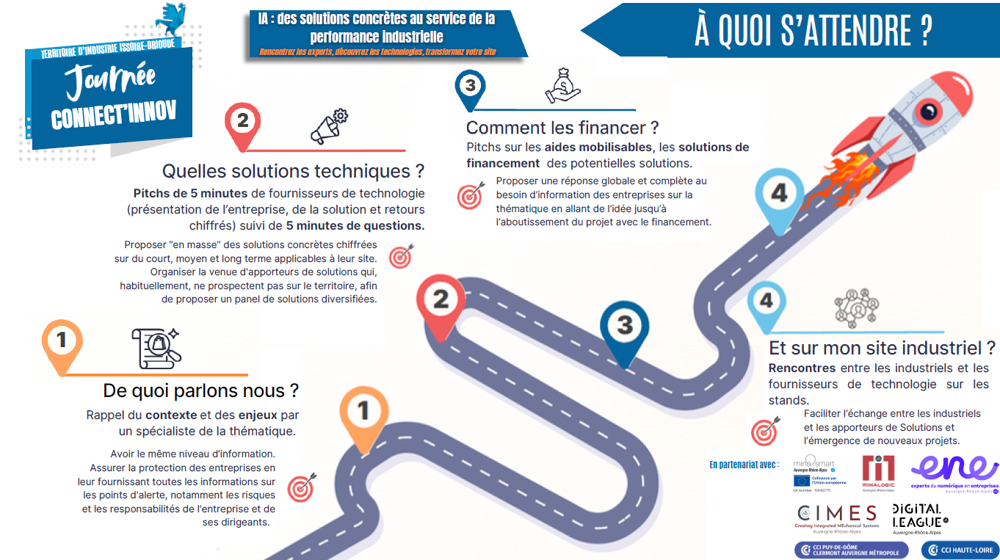 TERRITOIRE D'INDUSTRIE ISSOIRE-BRIOUDE
Journée
CONNECT'INNOV
IA : des solutions concrètes au service de la
performance industrielle
Rencontrez les experts, découvrez les technologies, transformez votre site
À QUOI S'ATTENDRE ?
1
De quoi parlons nous ?
Rappel du contexte et des enjeux par
un spécialiste de la thématique.
Avoir le même niveau d'information.
Assurer la protection des entreprises en
leur fournissant toutes les informations sur
les points d'alerte, notamment les risques
et les responsabilités de l'entreprise et de
ses dirigeants.
2
Quelles solutions techniques ?
Pitchs de 5 minutes de fournisseurs de technologie
(présentation de l'entreprise, de la solution et retours
chiffrés) suivi de 5 minutes de questions.
Proposer "en masse" des solutions concrètes chiffrées
sur du court, moyen et long terme applicables à leur site.
Organiser la venue d'apporteurs de solutions qui,
habituellement, ne prospectent pas sur le territoire, afin
de proposer un panel de solutions diversifiées.
3
Comment les financer ?
Pitchs sur les aides mobilisables, les solutions de
financement des potentielles solutions.
Proposer une réponse globale et complète au
besoin d'information des entreprises sur la
thématique en allant de l'idée jusqu'à
l'aboutissement du projet avec le financement.
4
Et sur mon site industriel ?
Rencontres entre les industriels et les
fournisseurs de technologie sur les
stands.
Faciliter l'échange entre les industriels
et les apporteurs de Solutions et
l'émergence de nouveaux projets.
1
2
3
4
En partenariat avec :
minasmart
Auvergne-Rhône-Alpes
Cofinancé par
l'Union européenne
MINALOGIC
Auvergne-Rhône-Alpes
ene
experts du numérique en entreprises
Auvergne-Rhône-Alpes
CIMES
Creating Integrated MEchanical Systems
Auvergne-Rhône-Alpes
DIGITAL
LEAGUE
Auvergne-Rhône-Alpes
CCI PUY-DE-DÔME
CLERMONT AUVERGNE MÉTROPOLE
CCI HAUTE-LOIRE